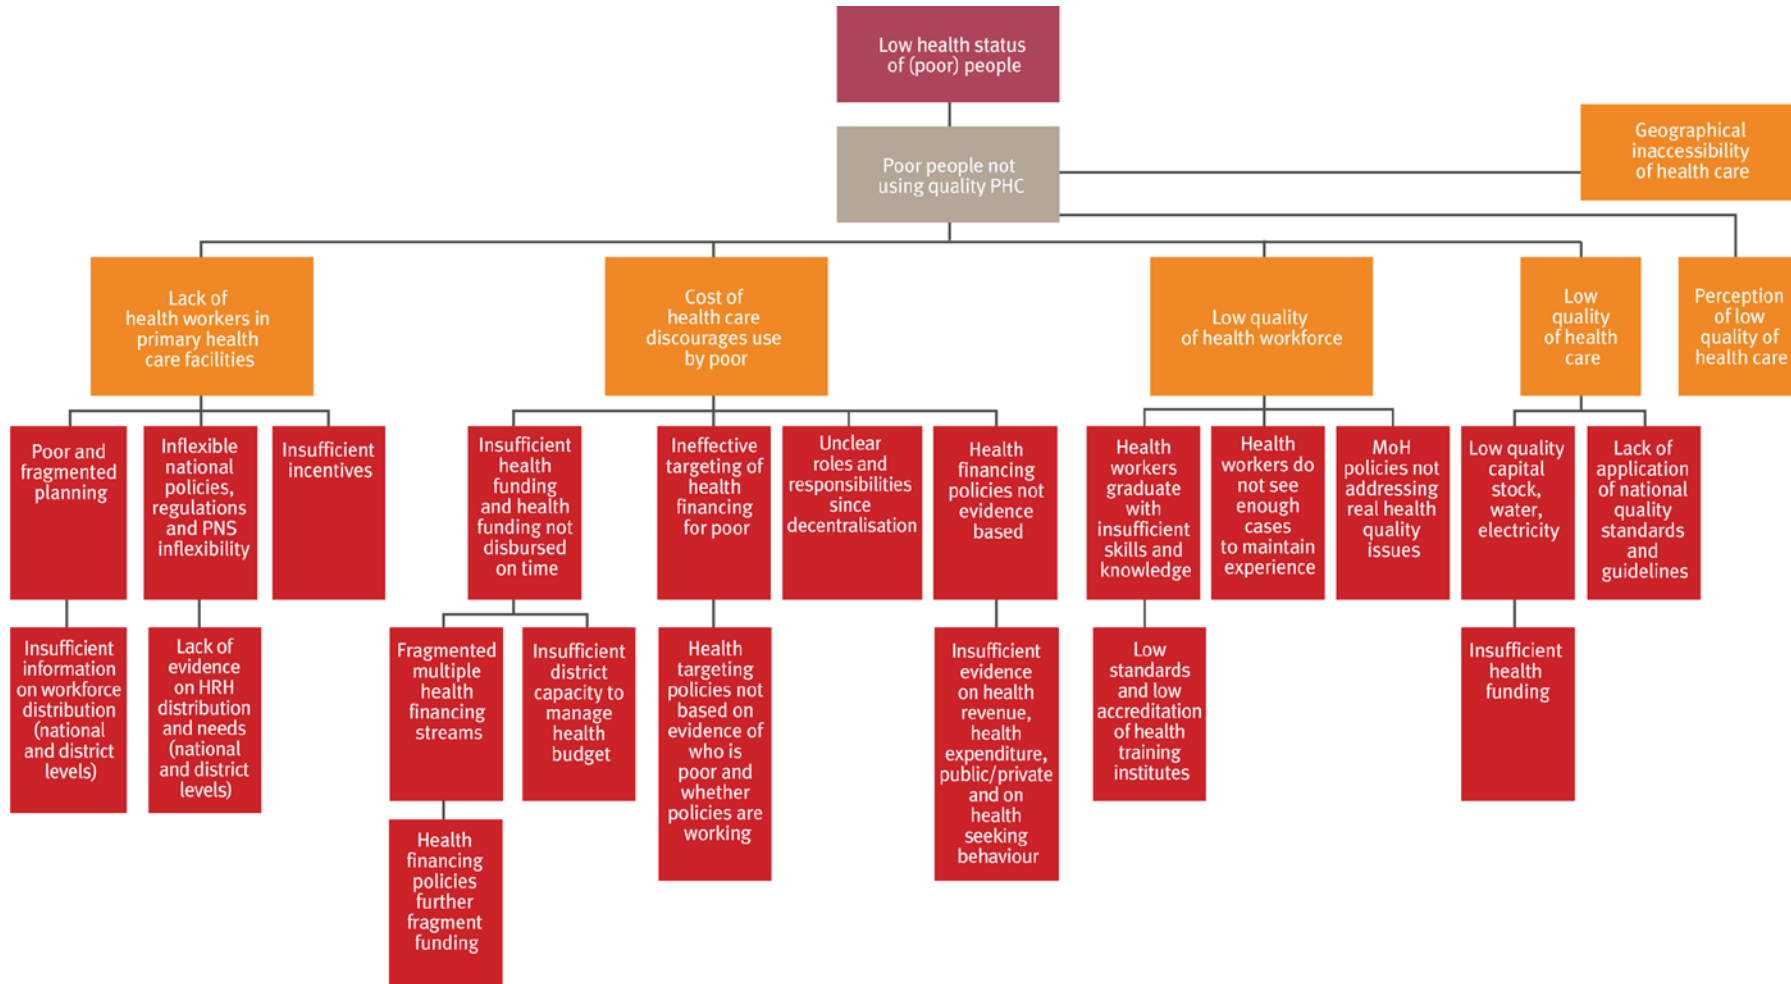 Low health status
of (poor) people
Poor people not
using quality PHC
Geographical
inaccessibility
of health care
Lack of
health workers in
primary health
care facilities
Cost of
health care
discourages use
by poor
Low quality
of health workforce
Low
quality
of health
care
Perception
of low
quality of
health care
Poor and
fragmented
planning
Inflexible
national
policies,
regulations
and PNS
inflexibility
Insufficient
incentives
Insufficient
health
funding
and health
funding not
disbursed
on time
Ineffective
targeting of
health
financing
for poor
Unclear
roles and
responsibilities
since
decentralisation
Health
financing
policies not
evidence
based
Health
workers
graduate
with
insufficient
skills and
knowledge
Health
workers do
not see
enough
cases
to maintain
experience
MoH
policies not
addressing
real health
quality
issues
Low quality
capital
stock,
water,
electricity
Lack of
application
of national
quality
standards
and
guidelines
Insufficient
information
on workforce
distribution
(national
and district
levels)
Lack of
evidence
on HRH
distribution
and needs
(national
and district
levels)
Fragmented
multiple
health
financing
streams
Insufficient
district
capacity to
manage
health
budget
Health
targeting
policies not
based on
evidence of
who is
poor and
whether
policies are
working
Insufficient
evidence
on health
revenue,
health
expenditure,
public/private
and on
health
seeking
behaviour
Low
standards
and low
accreditation
of health
training
institutes
Insufficient
health
funding
Health
financing
policies
further
fragment
funding